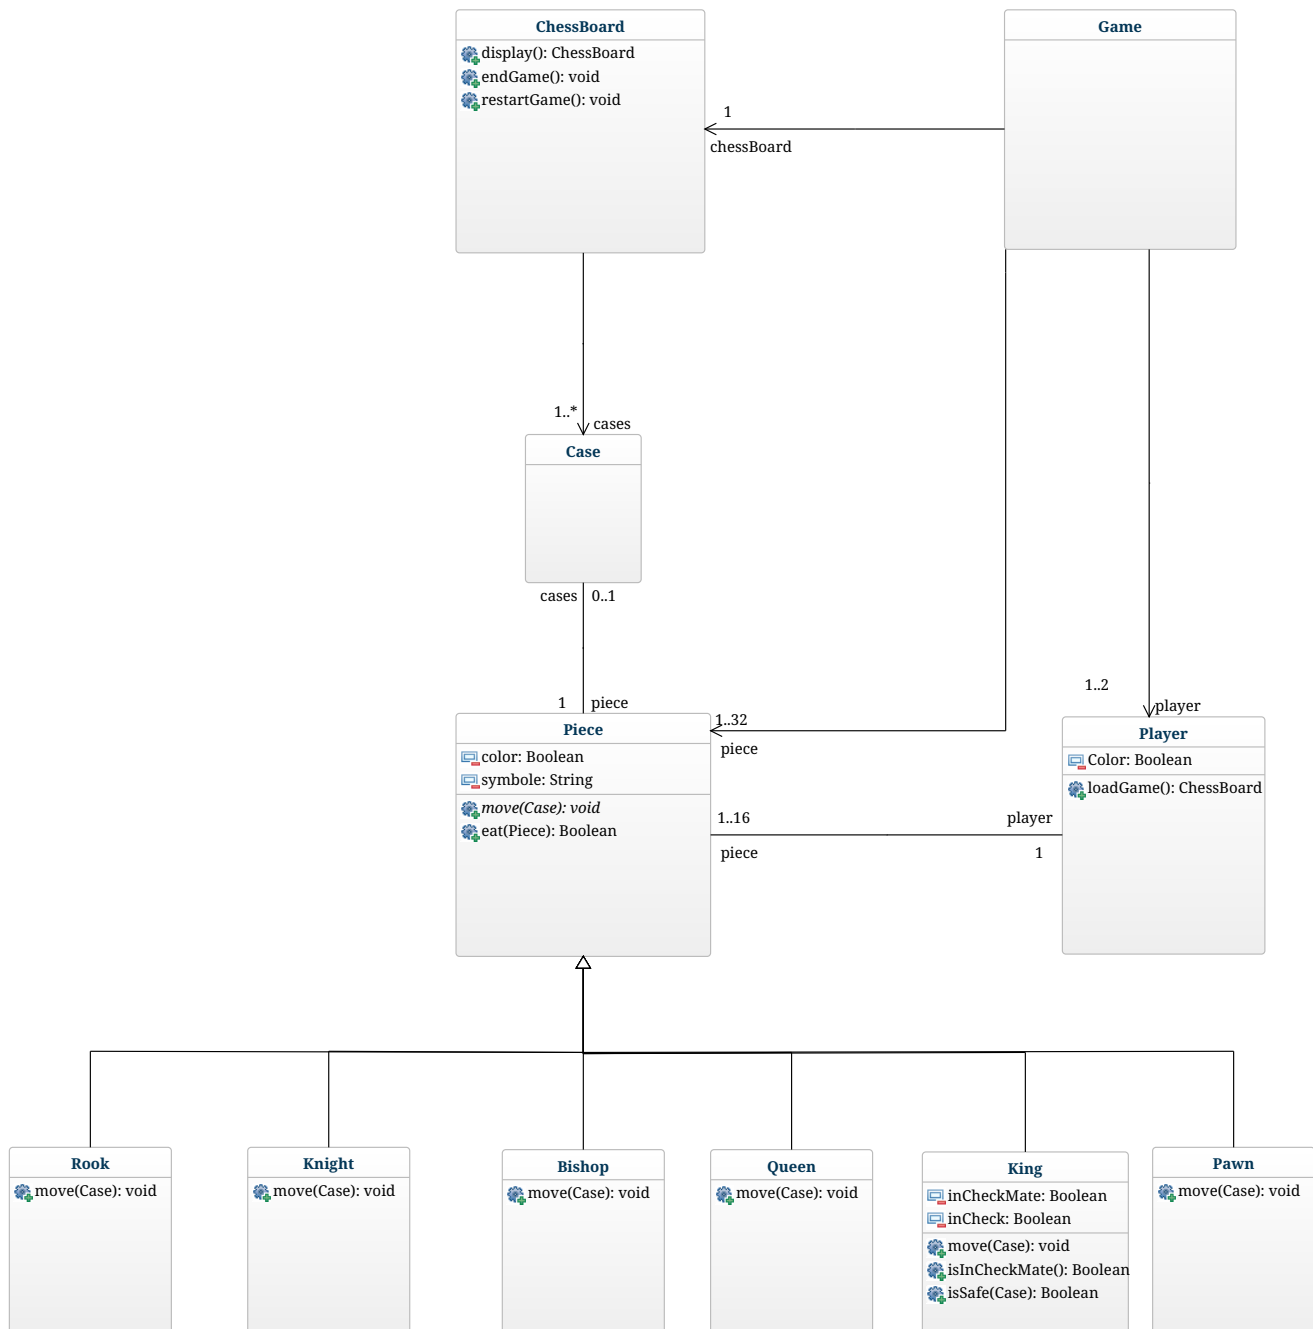 ChessBoard
display(): ChessBoard
endGame(): void
restartGame(): void
Game
1
chessBoard
1..*
cases
Case
cases
0..1
1
piece
Piece
color: Boolean
symbole: String
move(Case): void
eat(Piece): Boolean
1..32
piece
1..2
player
Player
Color: Boolean
loadGame(): ChessBoard
1..16
piece
player
1
Rook
move(Case): void
Knight
move(Case): void
Bishop
move(Case): void
Queen
move(Case): void
King
inCheckMate: Boolean
inCheck: Boolean
move(Case): void
isInCheckMate(): Boolean
isSafe(Case): Boolean
Pawn
move(Case): void